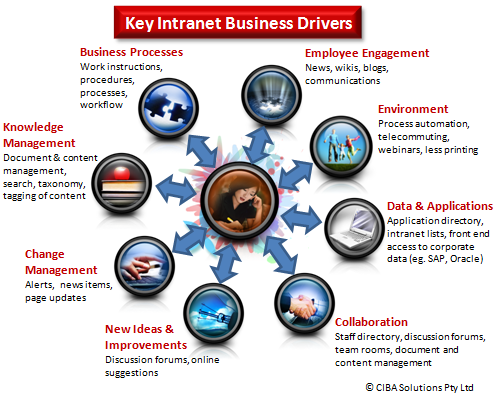 Key Intranet Business Drivers
Business Processes
Work instructions,
procedures,
processes,
workflow
Employee Engagement
News, wikis, blogs,
communications
Environment
Process automation,
telecommuting,
webinars, less printing
Knowledge
Management
Document & content
management,
search, taxonomy,
tagging of content
Data & Applications
Application directory,
intranet lists, front end
access to corporate
data (eg. SAP, Oracle)
Change
Management
Alerts, news items,
page updates
New Ideas &
Improvements
Discussion forums, online
suggestions
Collaboration
Staff directory, discussion forums,
team rooms, document and
content management
© CIBA Solutions Pty Ltd